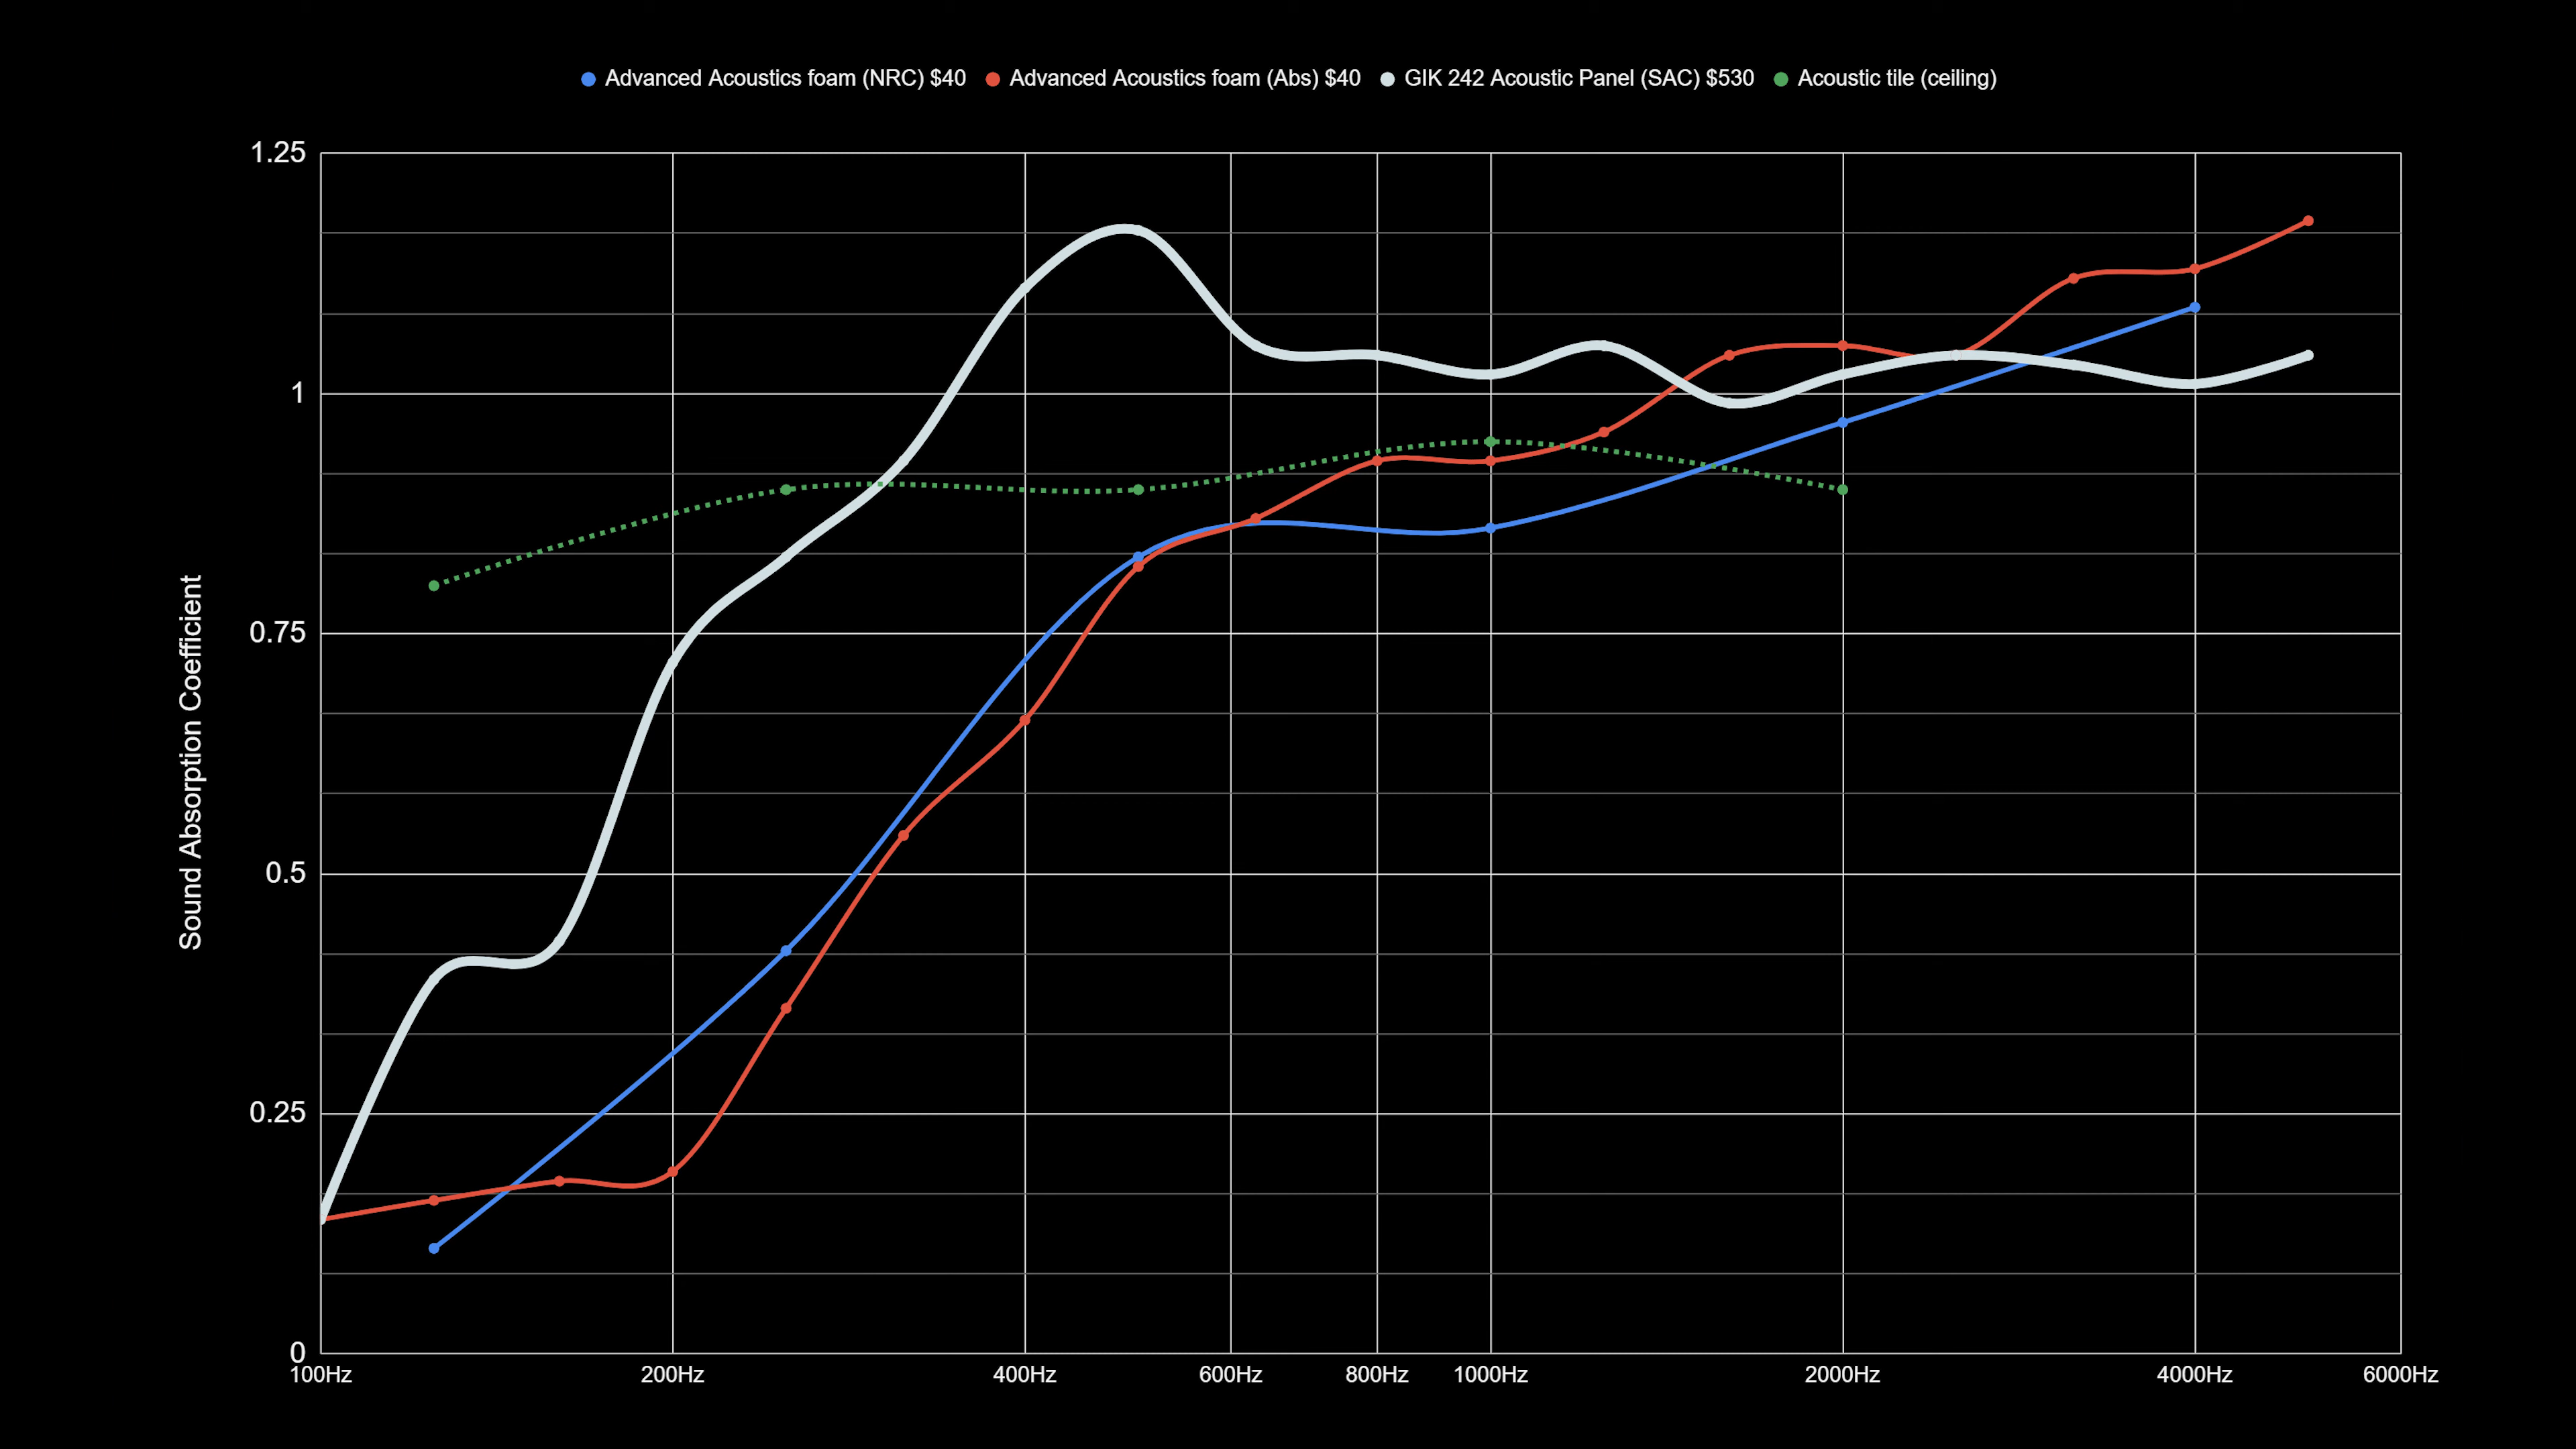 Advanced Acoustics foam (NRC) $40 Advanced Acoustics foam (Abs) $40 GIK 242 Acoustic Panel (SAC) $530 Acoustic tile (ceiling)
1.25
1
0.75
0.5
0.25
0
Sound Absorption Coefficient
100Hz 200Hz 400Hz 600Hz 800Hz 1000Hz 2000Hz 4000Hz 6000Hz